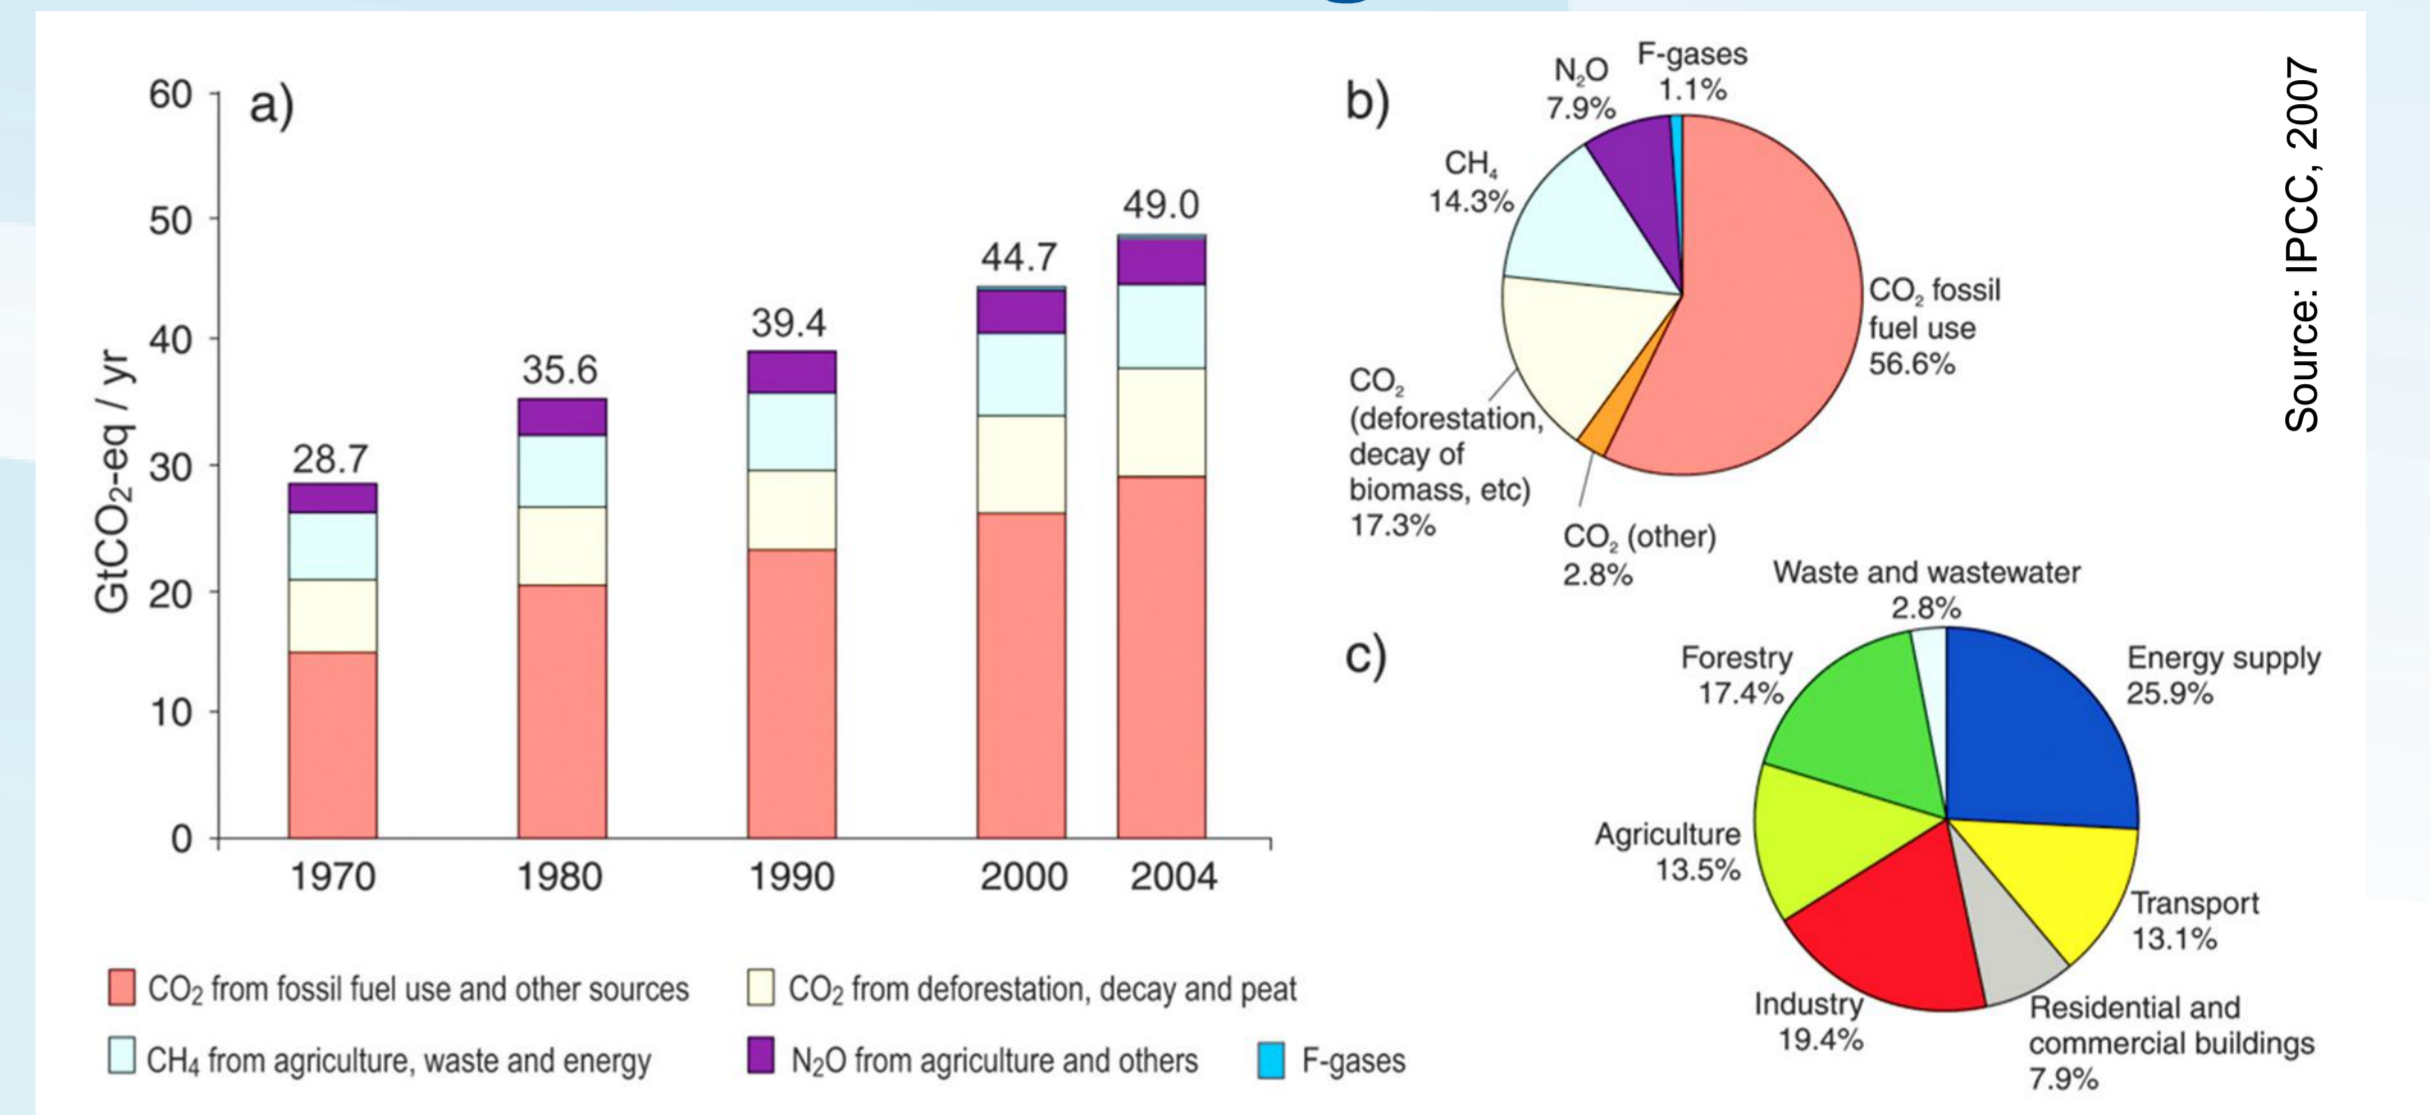 a)
60
50
40
30
20
10
0
GtCO₂-eq / yr
28.7
35.6
39.4
44.7
49.0
1970 1980 1990 2000 2004
CO₂ from fossil fuel use and other sources
CO₂ from deforestation, decay and peat
CH₄ from agriculture, waste and energy
N₂O from agriculture and others
F-gases
b)
F-gases
1.1%
N₂O
7.9%
CH₄
14.3%
CO₂ fossil
fuel use
56.6%
CO₂
(deforestation,
decay of
biomass, etc)
17.3%
CO₂ (other)
2.8%
c)
Waste and wastewater
2.8%
Forestry
17.4%
Energy supply
25.9%
Agriculture
13.5%
Transport
13.1%
Industry
19.4%
Residential and
commercial buildings
7.9%
Source: IPCC, 2007